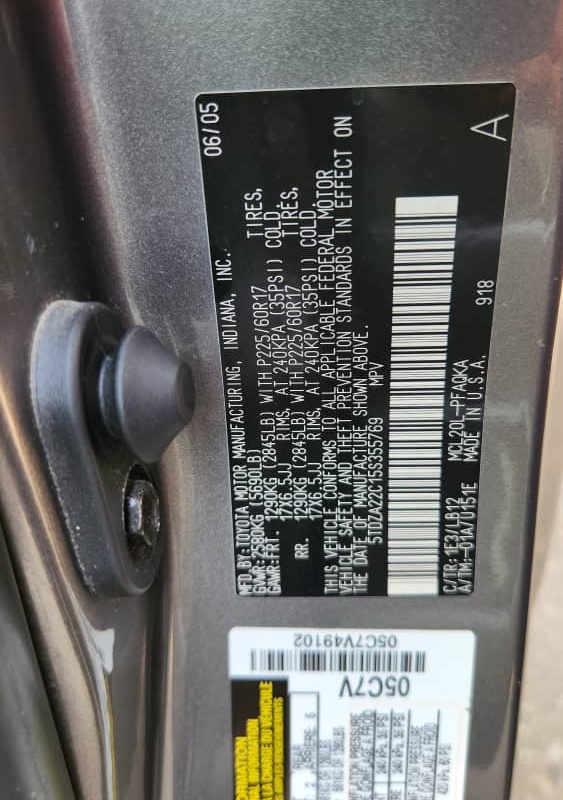 MFD.BY:TOYOTA MOTOR MANUFACTURING, INDIANA, INC. 06/05
GVWR:2580KG (5690LB)
GAWR:FRT. 1290KG (2845LB) WITH P225/60R17 TIRES,
17X6.5JJ RIMS, AT 240KPA (35PSI) COLD.
RR. 1290KG (2845LB) WITH P225/60R17 TIRES,
17X6.5JJ RIMS, AT 240KPA (35PSI) COLD.
THIS VEHICLE CONFORMS TO ALL APPLICABLE FEDERAL MOTOR
VEHICLE SAFETY AND THEFT PREVENTION STANDARDS IN EFFECT ON
THE DATE OF MANUFACTURE SHOWN ABOVE.
5TDZA22C15S355769 MPV
C/TR: 1E3/LB12 MCL20L-PFAQKA 918
A/TM:-01A/U151E MADE IN U.S.A. A
05C7V49102
05C7V